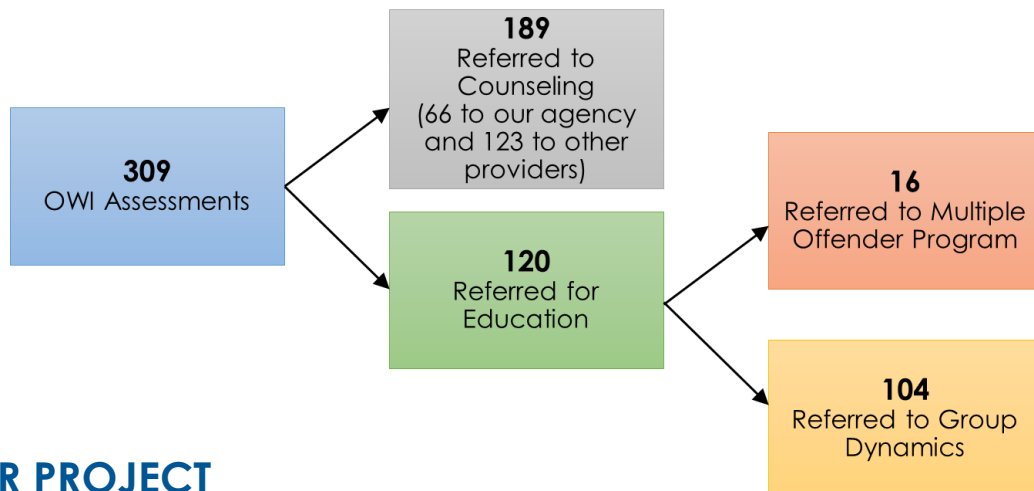 309
OWI Assessments
189
Referred to
Counseling
(66 to our agency
and 123 to other
providers)
120
Referred for
Education
16
Referred to Multiple
Offender Program
104
Referred to Group
Dynamics
R PROJECT